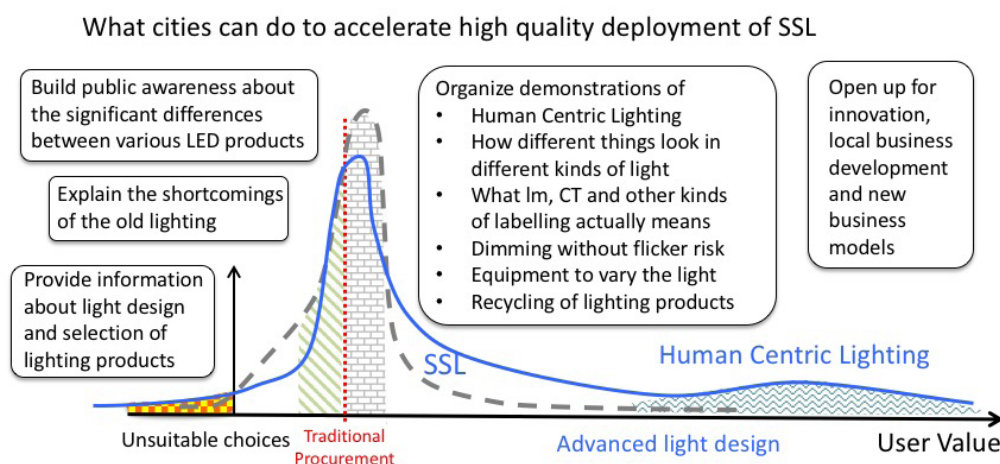 What cities can do to accelerate high quality deployment of SSL
Build public awareness about
the significant differences
between various LED products
Explain the shortcomings
of the old lighting
Provide information
about light design
and selection of
lighting products
Organize demonstrations of
• Human Centric Lighting
• How different things look in
different kinds of light
• What lm, CT and other kinds
of labelling actually means
• Dimming without flicker risk
• Equipment to vary the light
• Recycling of lighting products
Open up for
innovation,
local business
development
and new
business
models
SSL
Human Centric Lighting
Unsuitable choices
Traditional
Procurement
Advanced light design
User Value